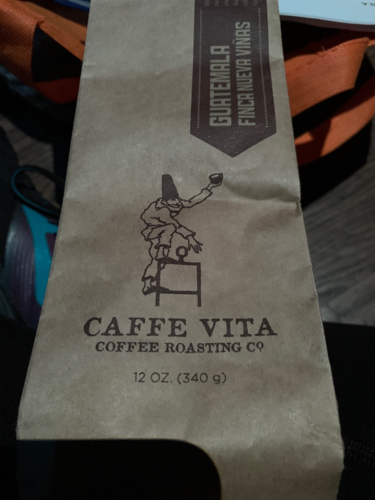 GUATEMALA
FINCA NUEVA VIÑAS
CAFFE VITA
COFFEE ROASTING Cº
12 OZ. (340 g)